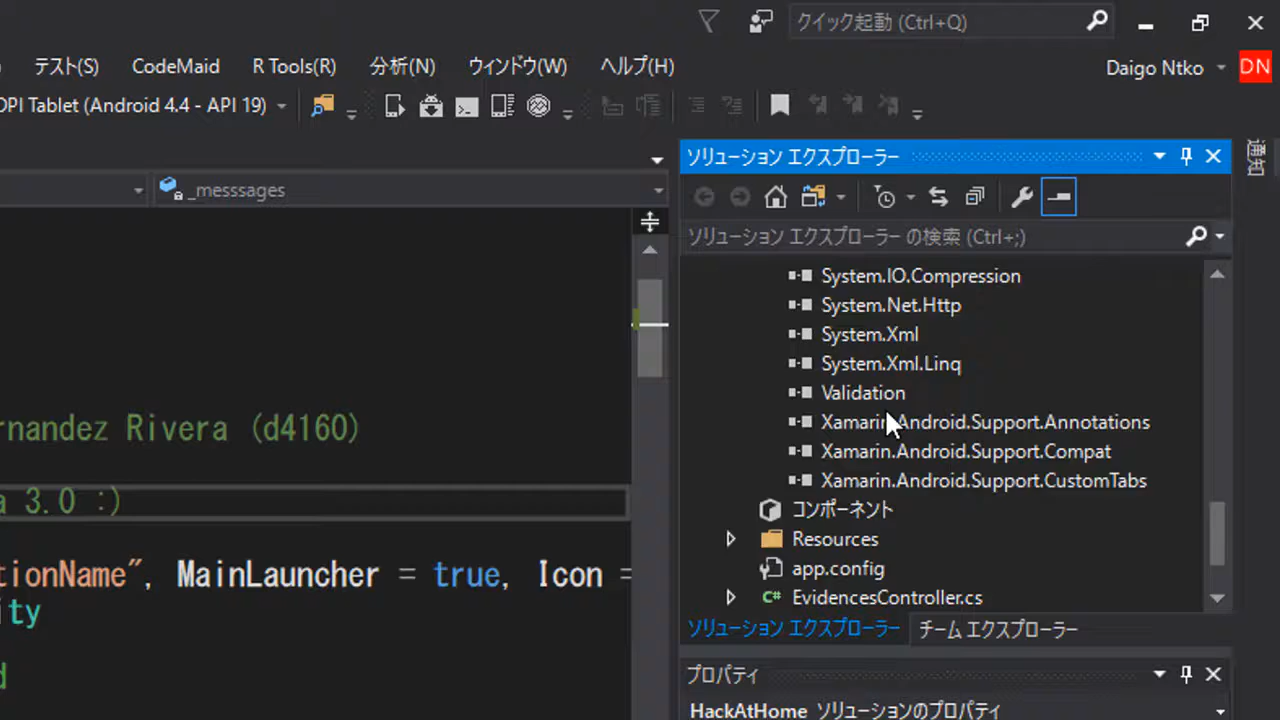 クイック起動 (Ctrl+Q)
) テスト(S) CodeMaid R Tools(R) 分析(N) ウィンドウ(W) ヘルプ(H)
Daigo Ntko DN
OPI Tablet (Android 4.4 - API 19)
ソリューション エクスプローラー
通知
_messsages
ソリューション エクスプローラー の検索 (Ctrl+;)
System.IO.Compression
System.Net.Http
System.Xml
System.Xml.Linq
Validation
Xamarin.Android.Support.Annotations
Xamarin.Android.Support.Compat
Xamarin.Android.Support.CustomTabs
コンポーネント
Resources
app.config
C# EvidencesController.cs
rnandez Rivera (d4160)
a 3.0 :)
tionName", MainLauncher = true, Icon =
ity
d
ソリューション エクスプローラー チーム エクスプローラー
プロパティ
HackAtHome ソリューションのプロパティ